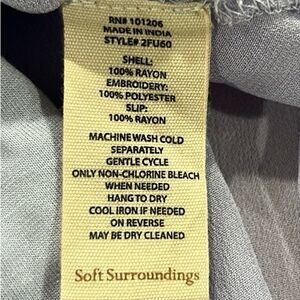 RN# 101206
MADE IN INDIA
STYLE# 2FU60
SHELL:
100% RAYON
EMBROIDERY:
100% POLYESTER
SLIP:
100% RAYON
MACHINE WASH COLD
SEPARATELY
GENTLE CYCLE
ONLY NON-CHLORINE BLEACH
WHEN NEEDED
HANG TO DRY
COOL IRON IF NEEDED
ON REVERSE
MAY BE DRY CLEANED
Soft Surroundings